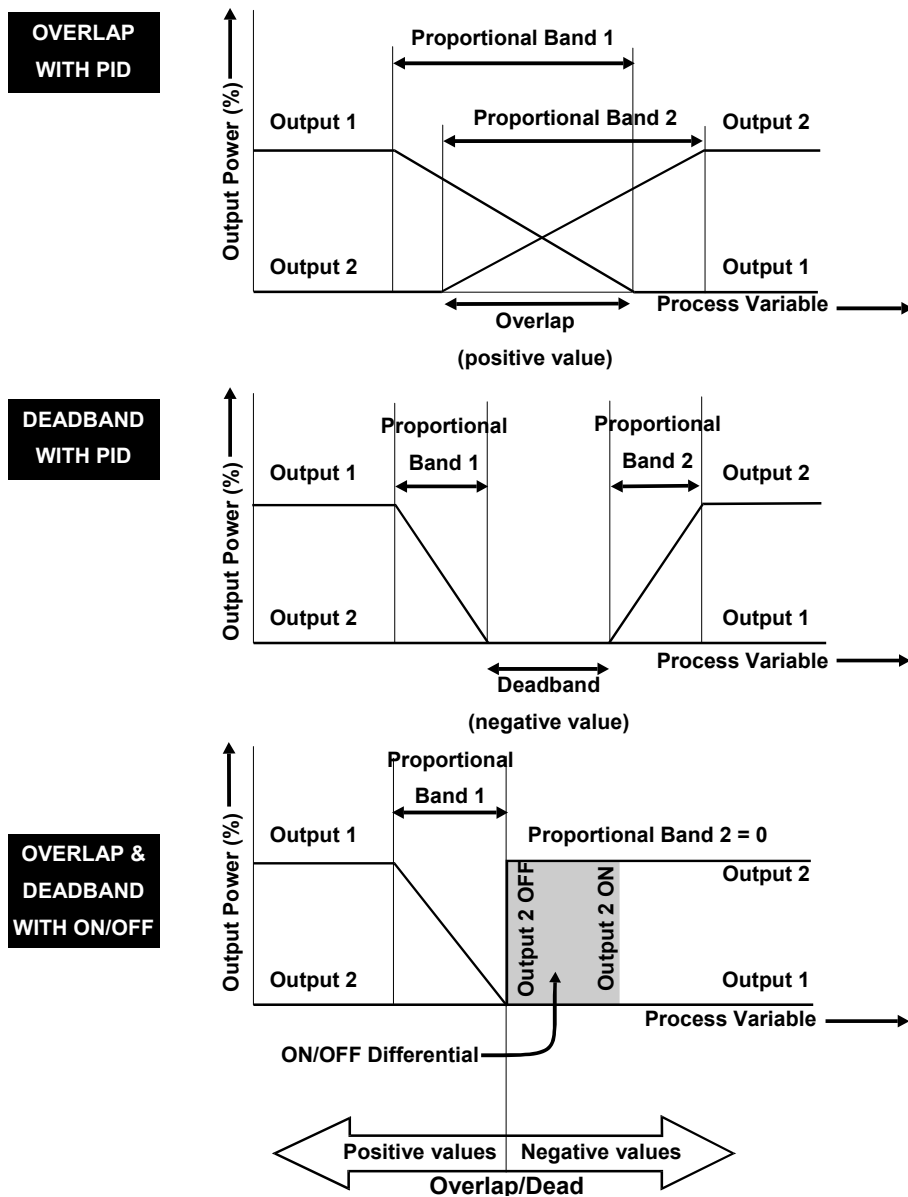 OVERLAP
WITH PID
Output Power (%)
Proportional Band 1
Output 1
Proportional Band 2
Output 2
Output 2
Output 1
Process Variable
Overlap
(positive value)
DEADBAND
WITH PID
Output Power (%)
Proportional
Band 1
Proportional
Band 2
Output 1
Output 2
Output 2
Output 1
Process Variable
Deadband
(negative value)
OVERLAP &
DEADBAND
WITH ON/OFF
Output Power (%)
Proportional
Band 1
Output 1
Proportional Band 2 = 0
Output 2 OFF
Output 2 ON
Output 2
Output 2
Output 1
Process Variable
ON/OFF Differential
Positive values
Negative values
Overlap/Dead